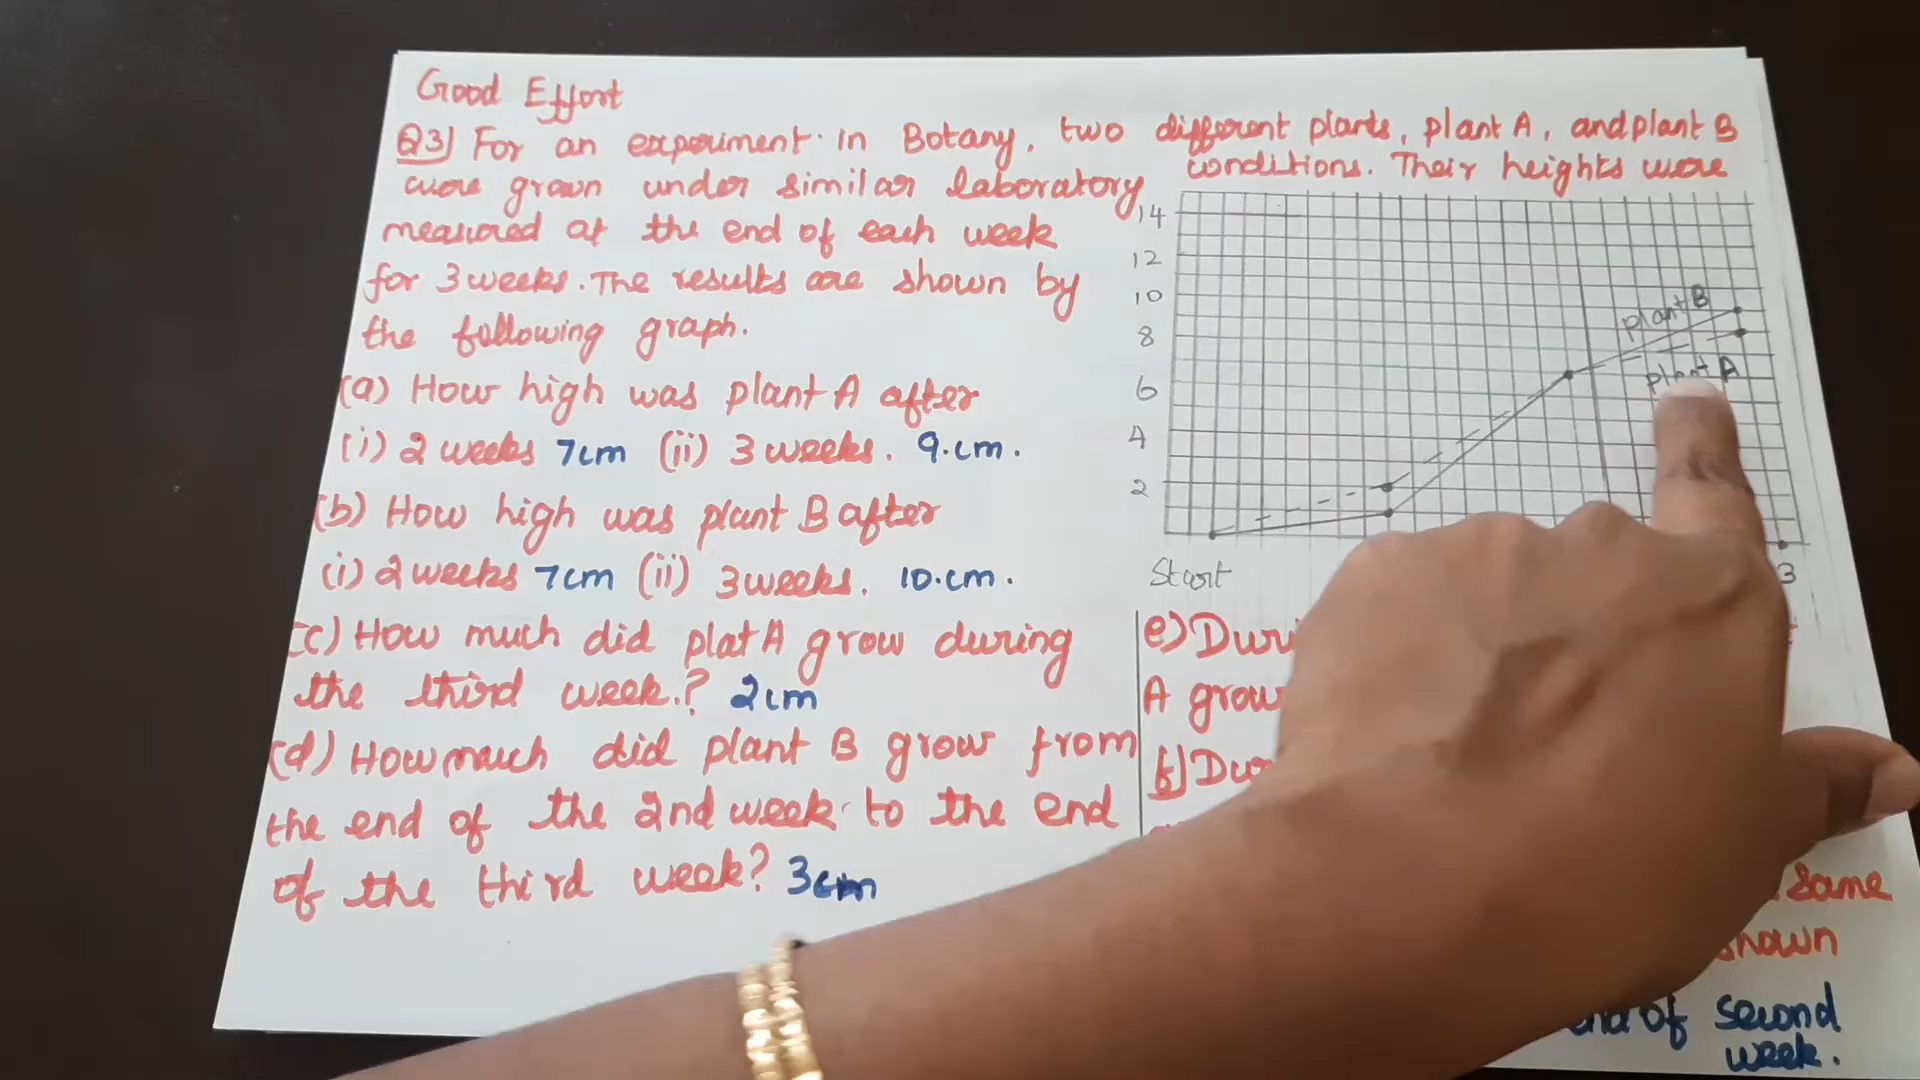 Good Effort
Q3) For an experiment in Botany, two different plants, plant A, and plant B
were grown under similar laboratory conditions. Their heights were
measured at the end of each week
for 3 weeks. The results are shown by
the following graph.
(a) How high was plant A after
(i) 2 weeks 7cm (ii) 3 weeks. 9.cm.
(b) How high was plant B after
(i) 2 weeks 7cm (ii) 3 weeks. 10.cm.
(c) How much did plat A grow during
the third week.? 2cm
(d) How much did plant B grow from
the end of the 2nd week to the end
of the third week? 3cm
14
12
10
8
6
4
2
plant B
plant A
Start
3
e)
A
f)
same
shown
end of second
week.